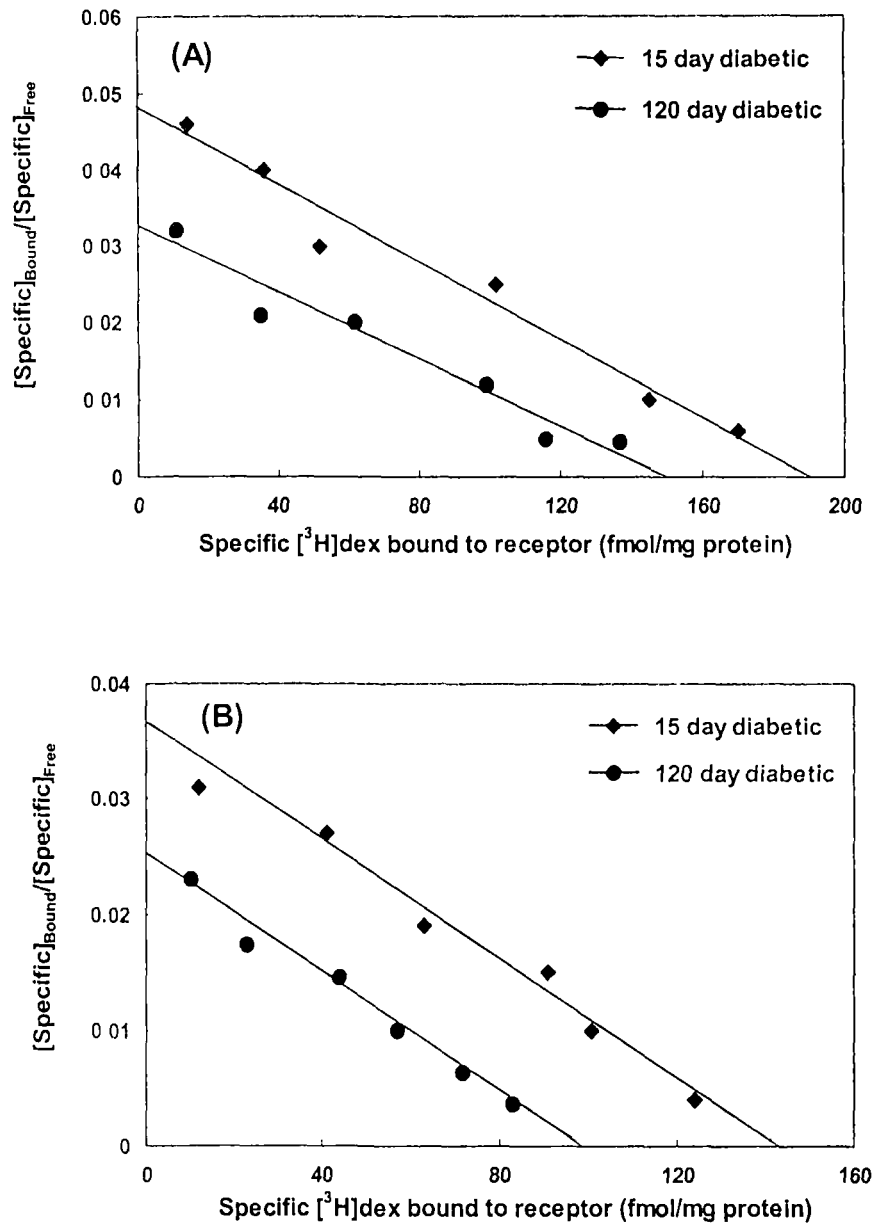 0.06
(A)
15 day diabetic
120 day diabetic
0.05
0 04
0 03
0 02
0 01
0
[Specific]Bound/[Specific]Free
0 40 80 120 160 200
Specific [³H]dex bound to receptor (fmol/mg protein)
0.04
(B)
15 day diabetic
120 day diabetic
0.03
0.02
0 01
0
[Specific]Bound/[Specific]Free
0 40 80 120 160
Specific [³H]dex bound to receptor (fmol/mg protein)